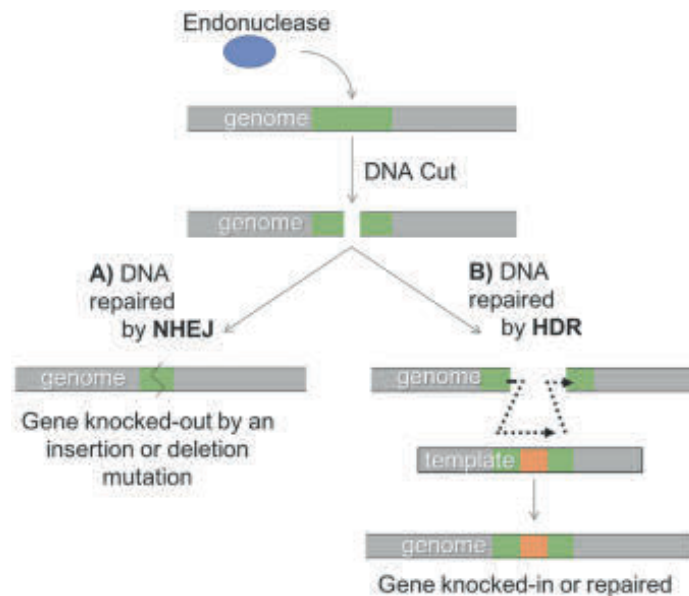 Endonuclease
genome
DNA Cut
genome
A) DNA
repaired
by NHEJ
B) DNA
repaired
by HDR
genome
Gene knocked-out by an
insertion or deletion
mutation
genome
template
genome
Gene knocked-in or repaired